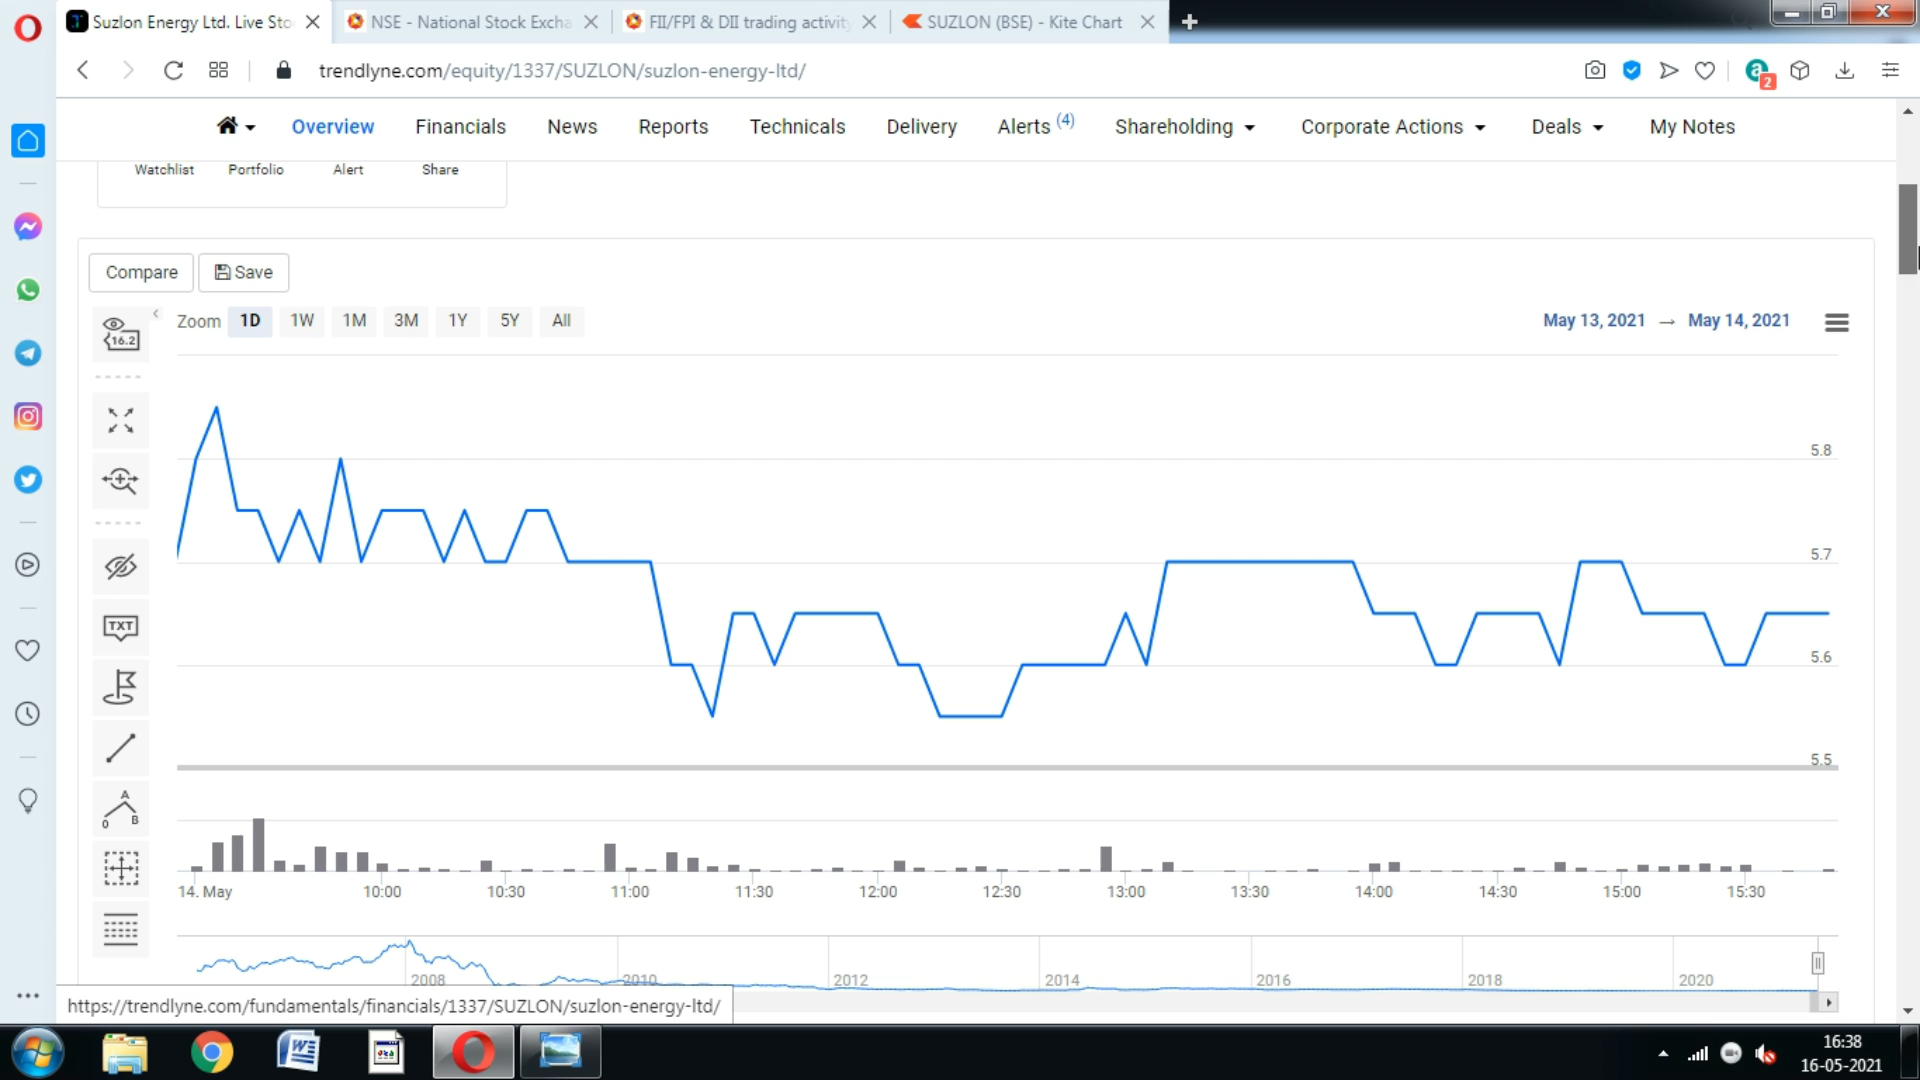 Suzlon Energy Ltd. Live Sto
NSE - National Stock Excha
FII/FPI & DII trading activity
SUZLON (BSE) - Kite Chart
trendlyne.com/equity/1337/SUZLON/suzlon-energy-ltd/
2
Overview Financials News Reports Technicals Delivery Alerts (4) Shareholding Corporate Actions Deals My Notes
Watchlist Portfolio Alert Share
Compare Save
Zoom 1D 1W 1M 3M 1Y 5Y All May 13, 2021 → May 14, 2021
16.2
5.8
5.7
TXT
5.6
5.5
A
0 B
14. May 10:00 10:30 11:00 11:30 12:00 12:30 13:00 13:30 14:00 14:30 15:00 15:30
2008 2010 2012 2014 2016 2018 2020
https://trendlyne.com/fundamentals/financials/1337/SUZLON/suzlon-energy-ltd/
16:38
16-05-2021